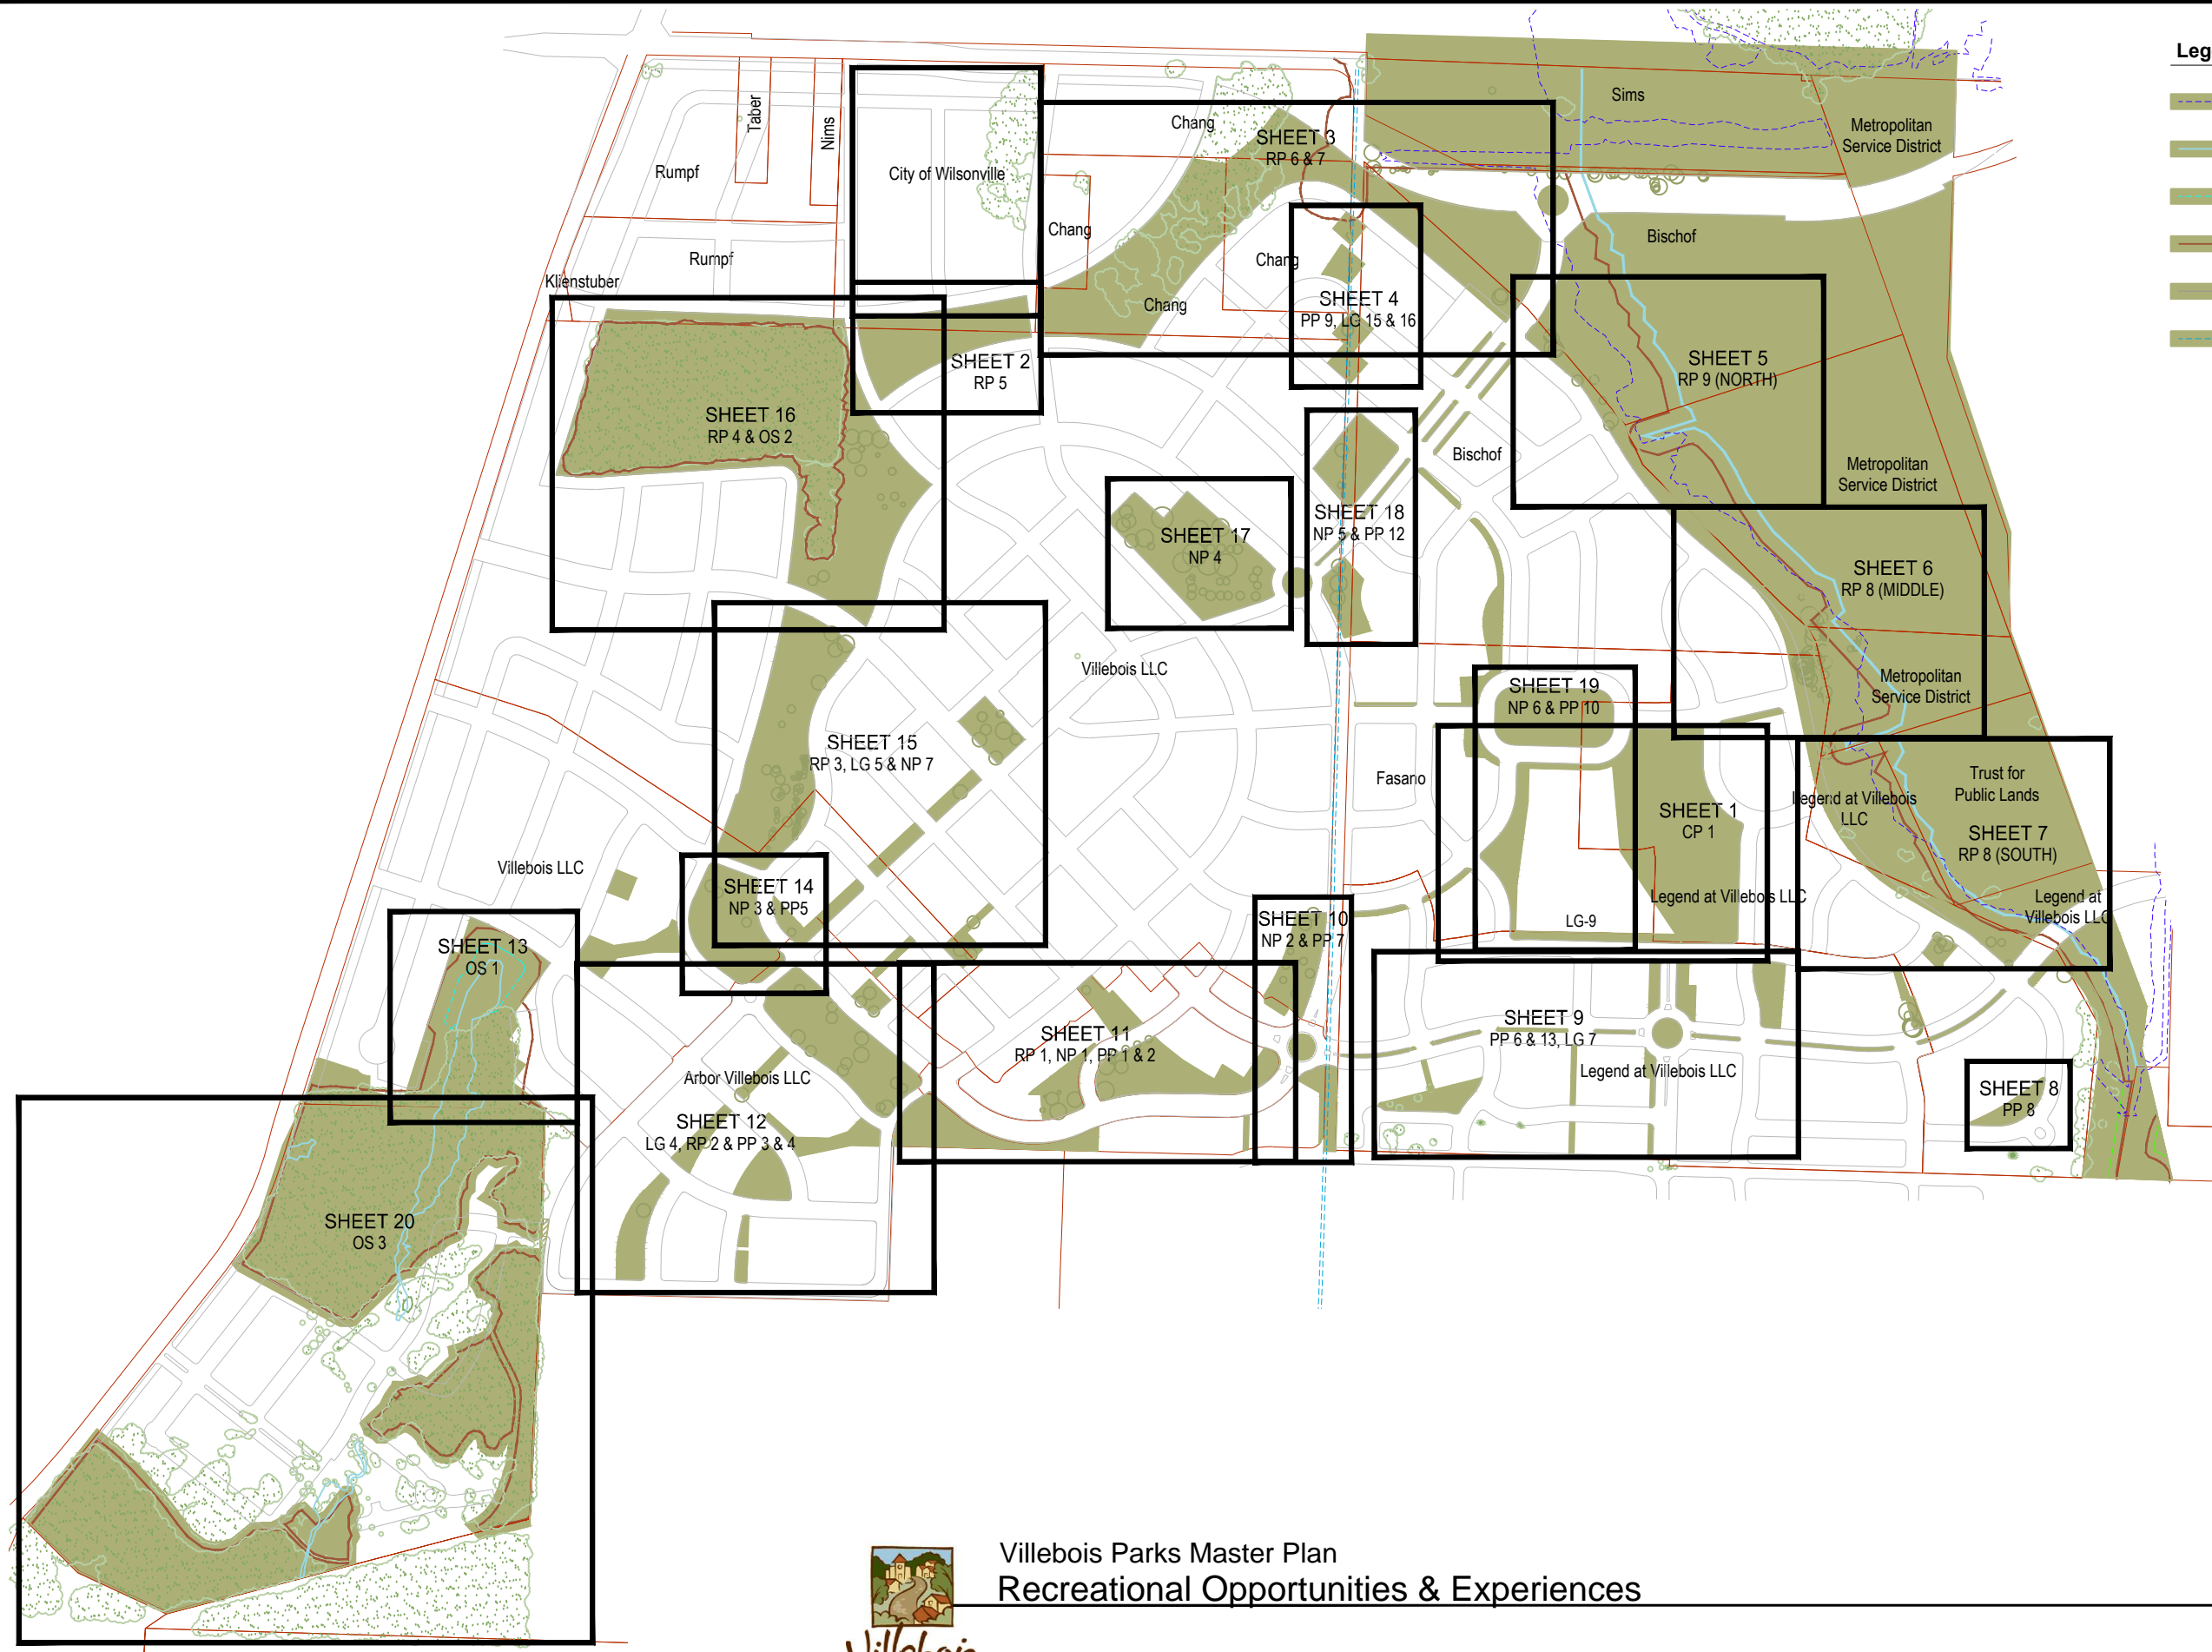 Leg
Sims
Taber
Nims
Chang
Metropolitan
Service District
SHEET 3
RP 6 & 7
Rumpf
City of Wilsonville
Chang
Bischof
Rumpf
Chang
Klienstuber
Chang
SHEET 4
PP 9, LG 15 & 16
SHEET 2
RP 5
SHEET 5
RP 9 (NORTH)
SHEET 16
RP 4 & OS 2
Bischof
Metropolitan
Service District
SHEET 18
NP 5 & PP 12
SHEET 17
NP 4
SHEET 6
RP 8 (MIDDLE)
Villebois LLC
Metropolitan
Service District
SHEET 19
NP 6 & PP 10
SHEET 15
RP 3, LG 5 & NP 7
Fasano
Trust for
Public Lands
Legend at Villebois
LLC
SHEET 1
CP 1
SHEET 7
RP 8 (SOUTH)
Villebois LLC
SHEET 14
NP 3 & PP5
Legend at Villebois LLC
Legend at
Villebois LLC
LG-9
SHEET 10
NP 2 & PP 7
SHEET 13
OS 1
SHEET 9
PP 6 & 13, LG 7
SHEET 11
RP 1, NP 1, PP 1 & 2
Legend at Villebois LLC
Arbor Villebois LLC
SHEET 8
PP 8
SHEET 12
LG 4, RP 2 & PP 3 & 4
SHEET 20
OS 3
Villebois Parks Master Plan
Recreational Opportunities & Experiences
Villebois